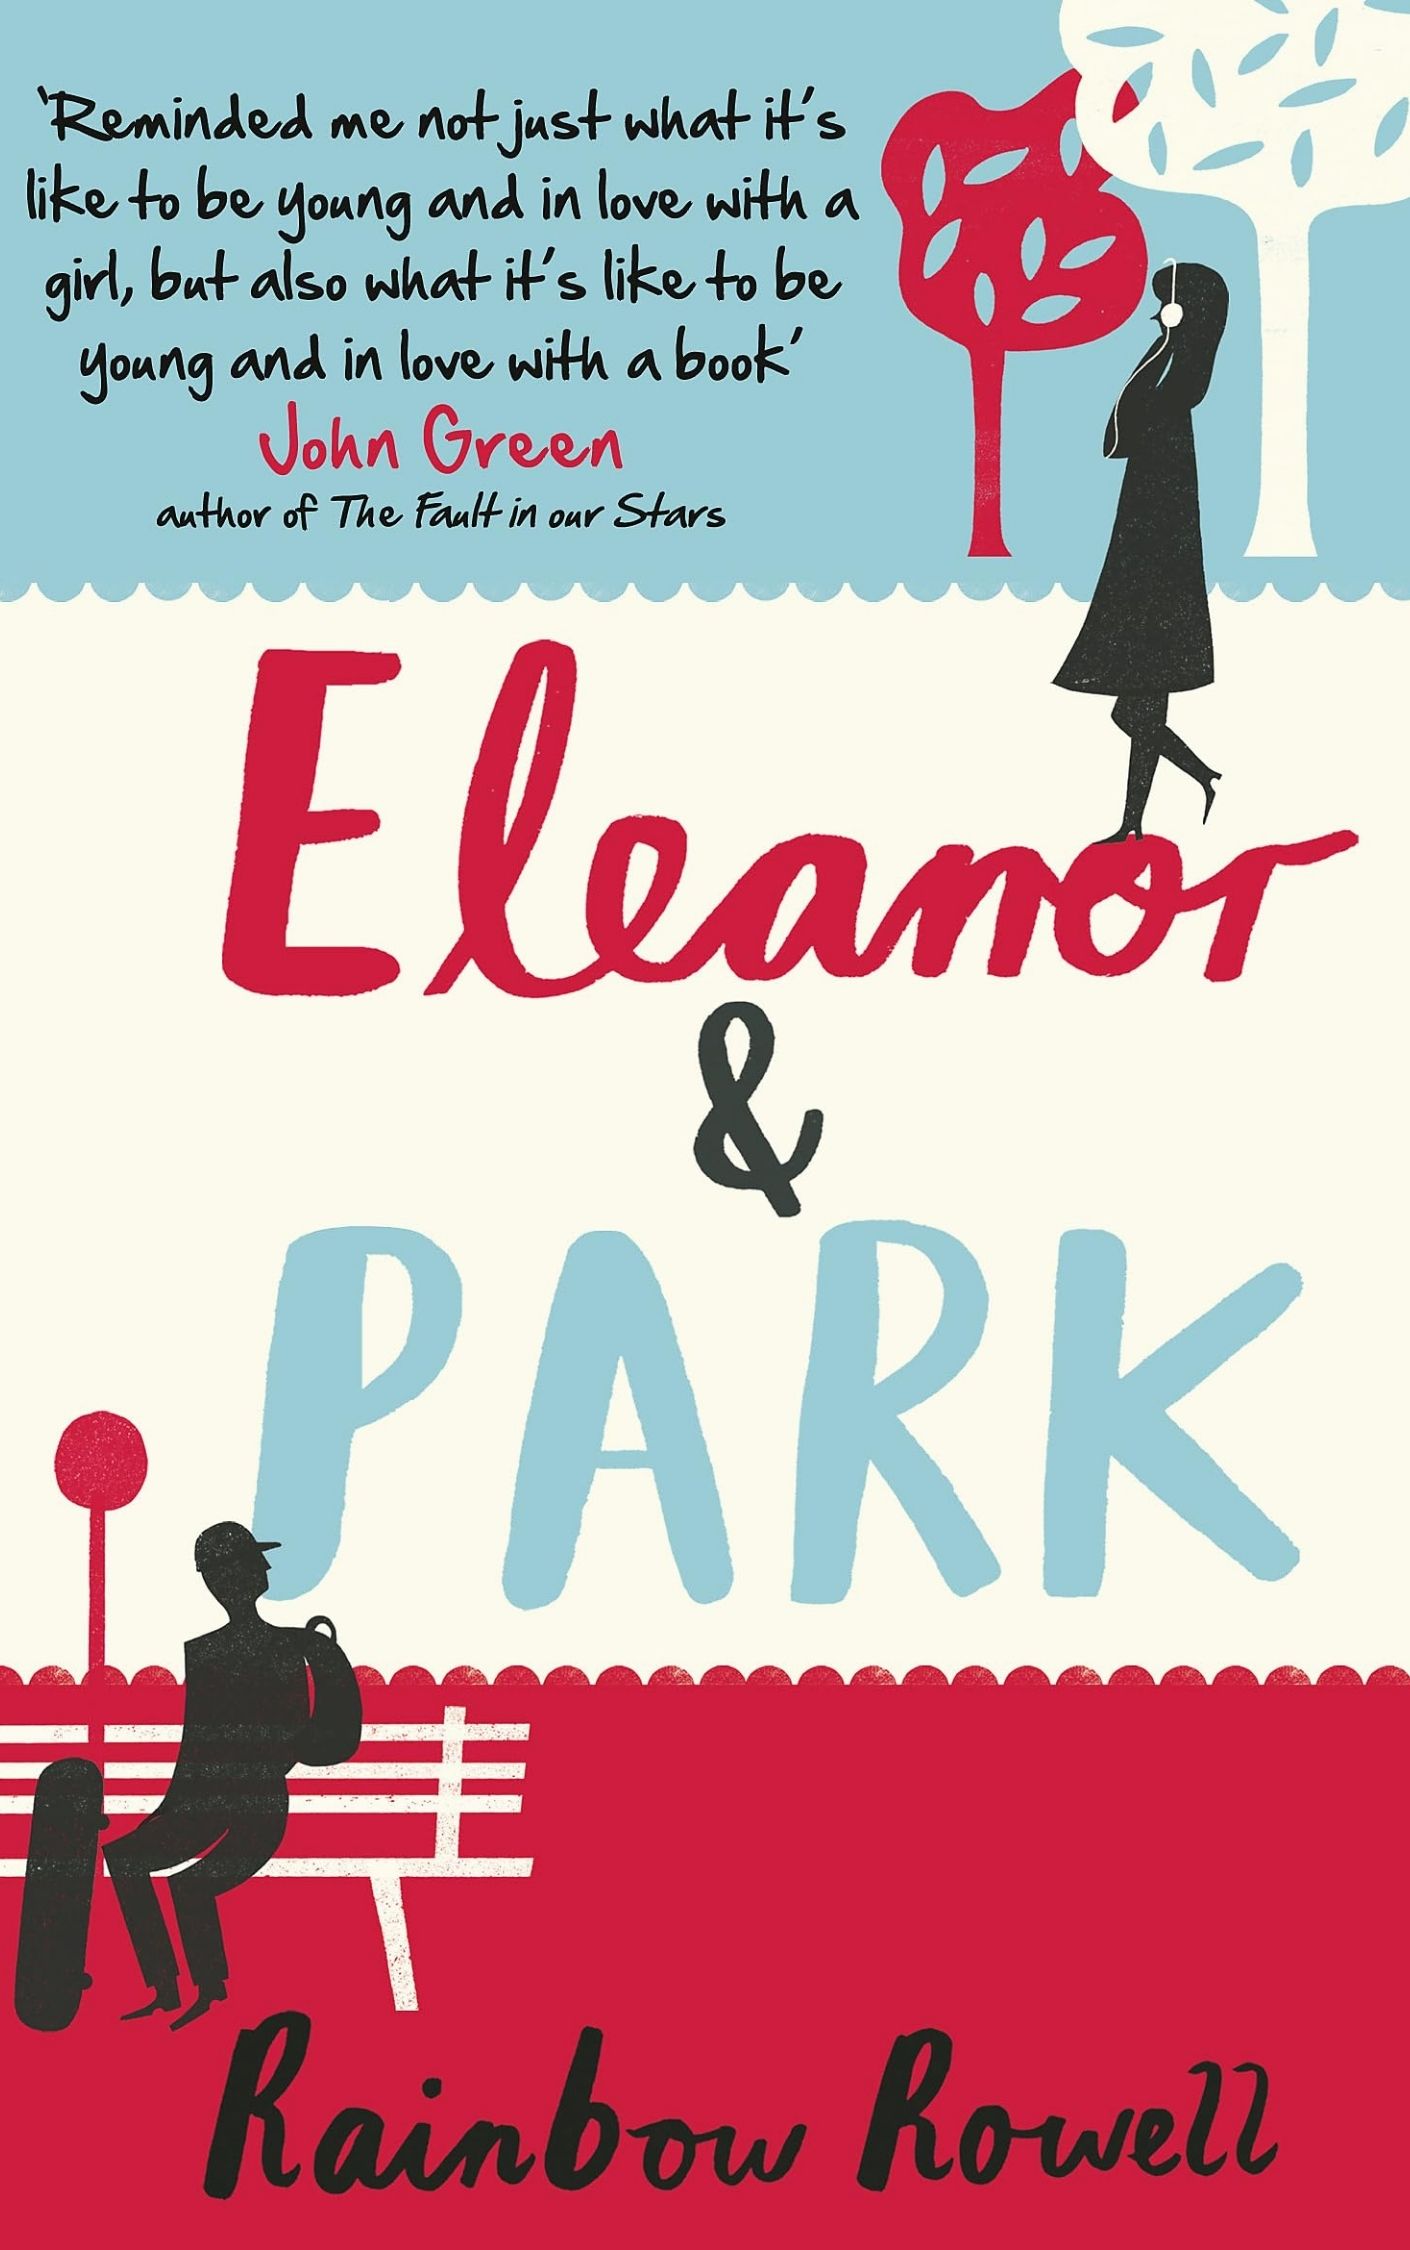 ‘Reminded me not just what it’s
like to be young and in love with a
girl, but also what it’s like to be
young and in love with a book’
John Green
author of The Fault in our Stars
Eleanor
&
PARK
Rainbow Rowell